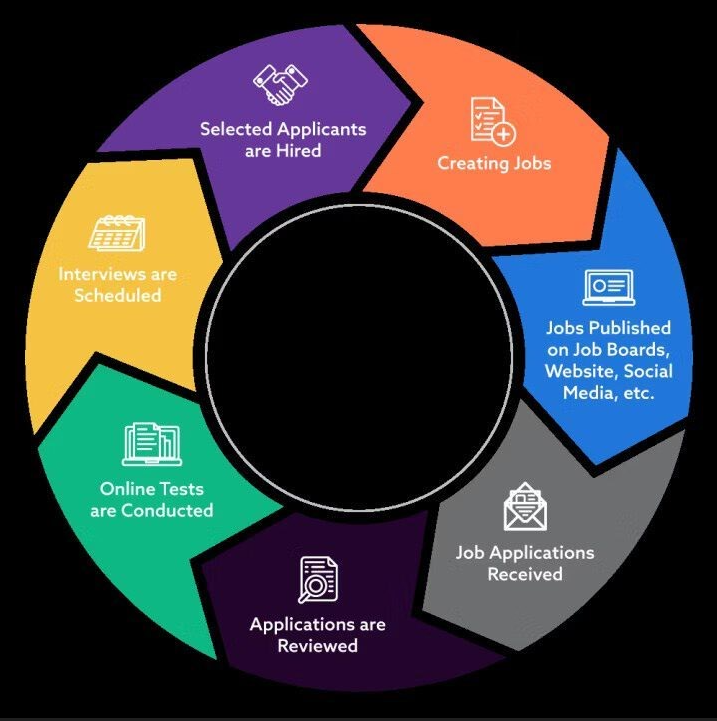 Creating Jobs
Jobs Published
on Job Boards,
Website, Social
Media, etc.
Job Applications
Received
Applications are
Reviewed
Online Tests
are Conducted
Interviews are
Scheduled
Selected Applicants
are Hired